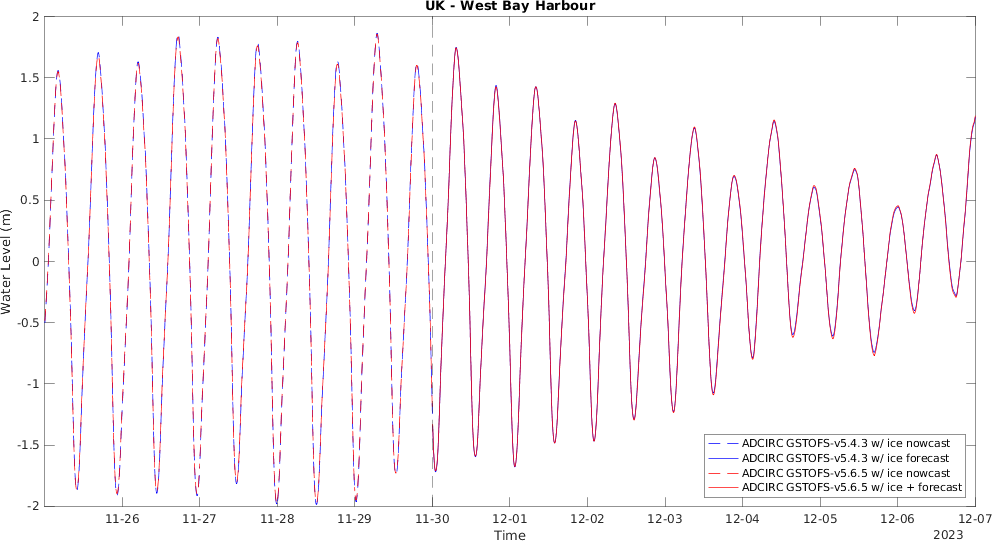 UK - West Bay Harbour
2
1.5
1
0.5
0
-0.5
-1
-1.5
-2
Water Level (m)
ADCIRC GSTOFS-v5.4.3 w/ ice nowcast
ADCIRC GSTOFS-v5.4.3 w/ ice forecast
ADCIRC GSTOFS-v5.6.5 w/ ice nowcast
ADCIRC GSTOFS-v5.6.5 w/ ice + forecast
11-26 11-27 11-28 11-29 11-30 12-01 12-02 12-03 12-04 12-05 12-06 12-07
Time
2023